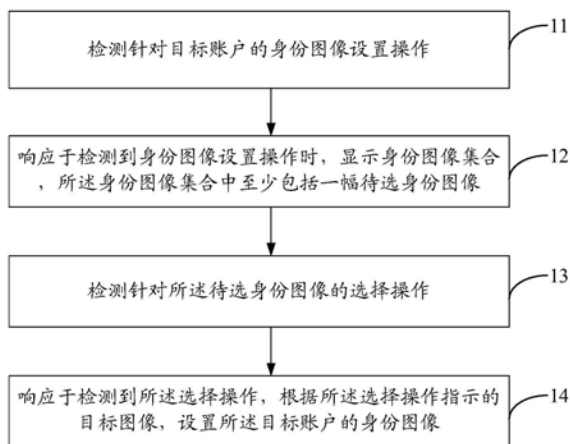 检测针对目标账户的身份图像设置操作
11
响应于检测到身份图像设置操作时，显示身份图像集合
，所述身份图像集合中至少包括一幅待选身份图像
12
检测针对所述待选身份图像的选择操作
13
响应于检测到所述选择操作，根据所述选择操作指示的
目标图像，设置所述目标账户的身份图像
14